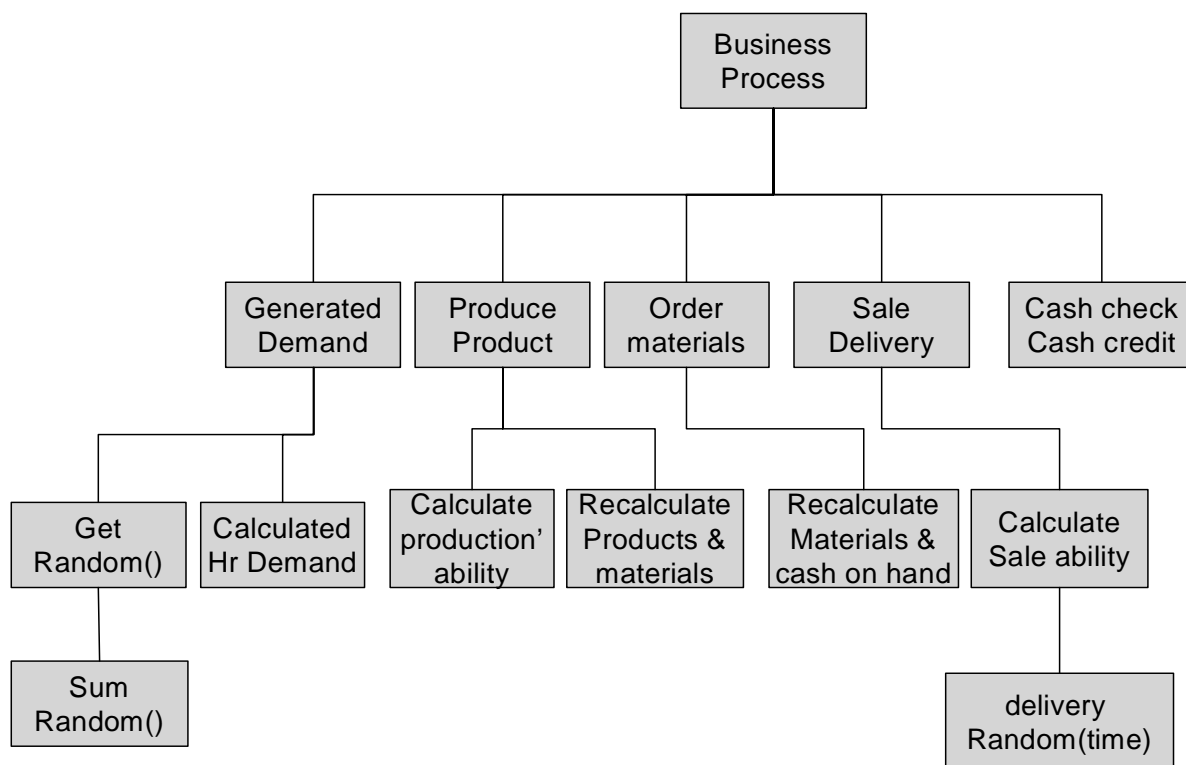 Business
Process
Generated
Demand
Produce
Product
Order
materials
Sale
Delivery
Cash check
Cash credit
Get
Random()
Calculated
Hr Demand
Calculate
production’
ability
Recalculate
Products &
materials
Recalculate
Materials &
cash on hand
Calculate
Sale ability
Sum
Random()
delivery
Random(time)